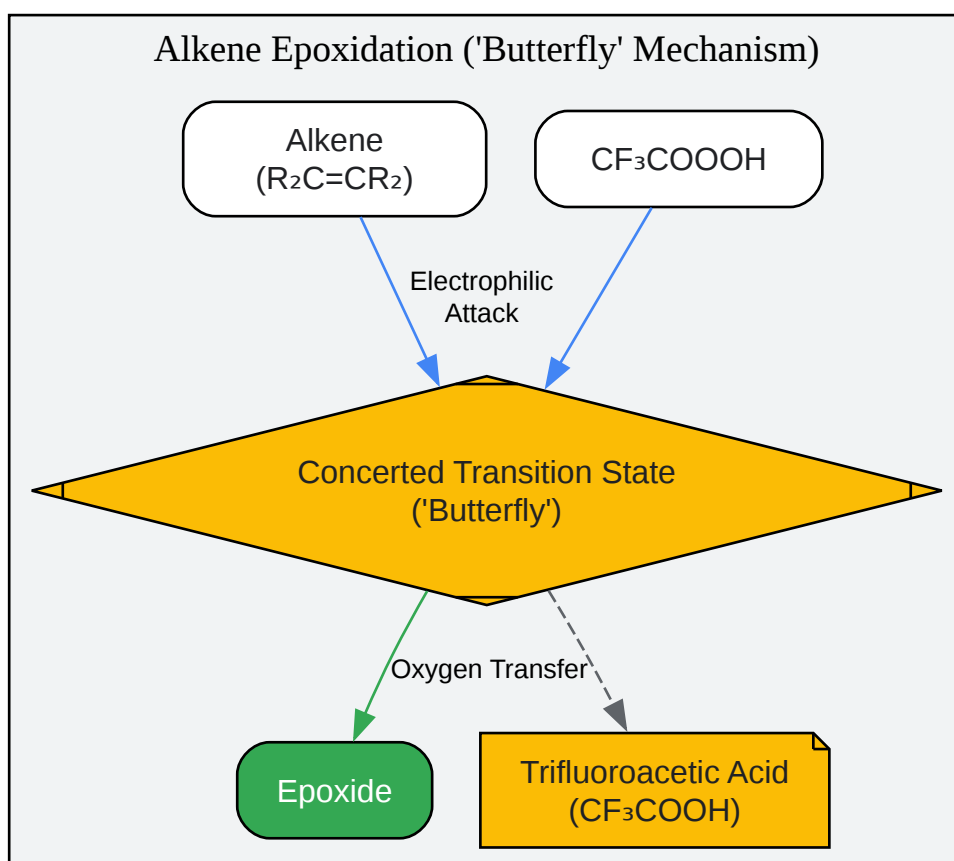 Alkene Epoxidation ('Butterfly' Mechanism)
Alkene
(R₂C=CR₂)
CF₃COOOH
Electrophilic
Attack
Concerted Transition State
('Butterfly')
Oxygen Transfer
Epoxide
Trifluoroacetic Acid
(CF₃COOH)